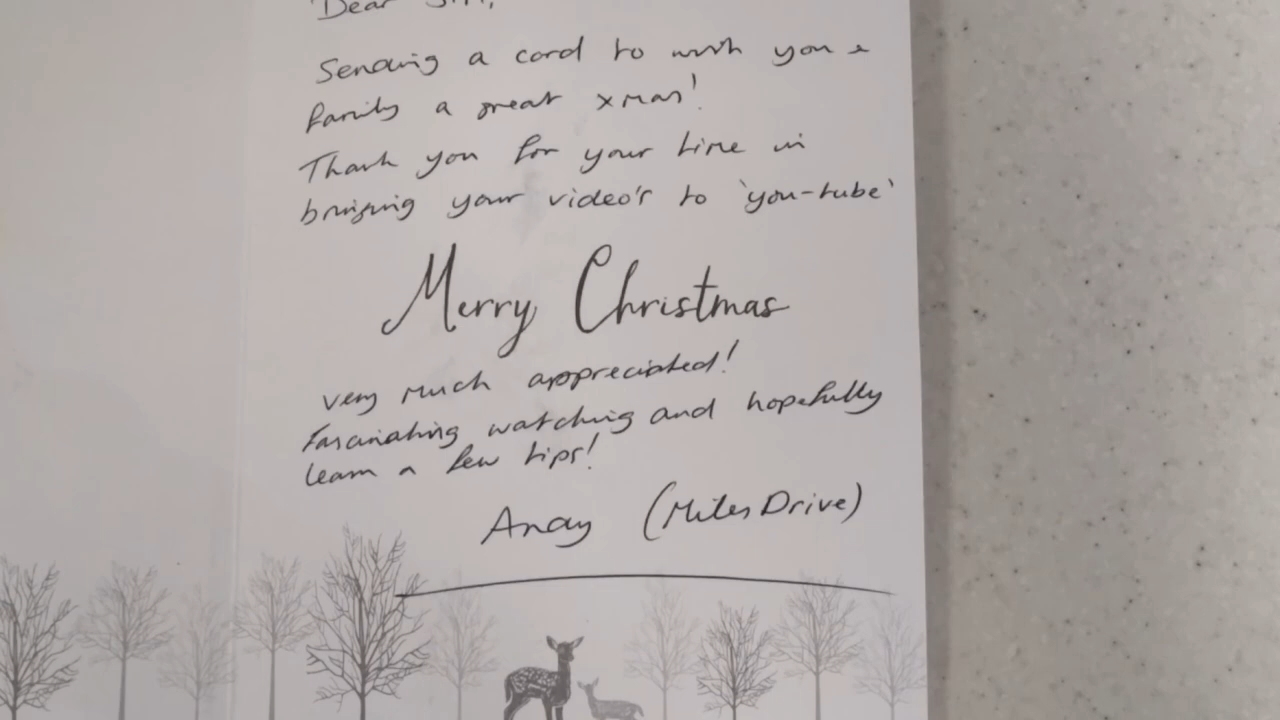 Dear
Sending a card to wish you &
family a great xmas!
Thank you for your time in
bringing your video's to 'you-tube'
Merry Christmas
very much appreciated!
Fascinating watching and hopefully
learn a few tips!
Andy (Miles Drive)